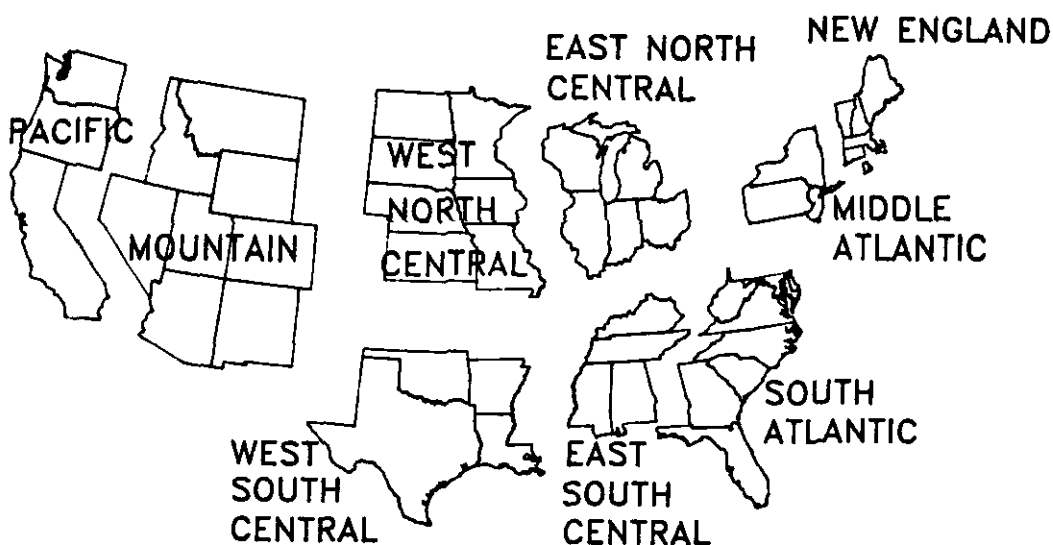 NEW ENGLAND
EAST NORTH
CENTRAL
PACIFIC
WEST
NORTH
CENTRAL
MIDDLE
ATLANTIC
MOUNTAIN
SOUTH
ATLANTIC
WEST
SOUTH
CENTRAL
EAST
SOUTH
CENTRAL